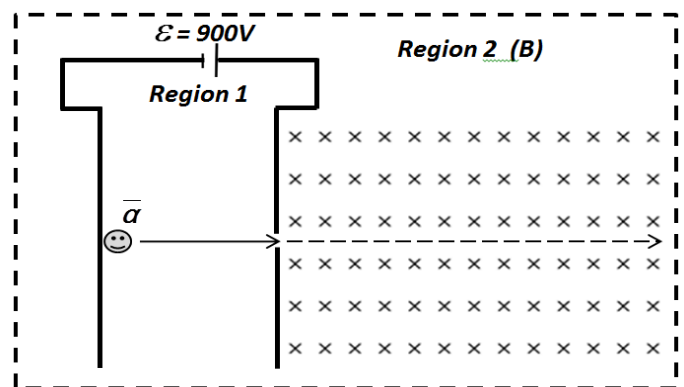 ℰ = 900V
Region 2 (B)
Region 1
α̅